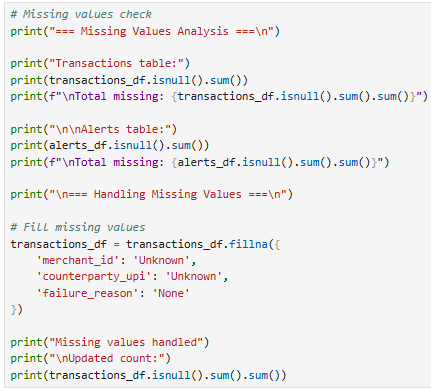 # Missing values check
print("=== Missing Values Analysis ===\n")
print("Transactions table:")
print(transactions_df.isnull().sum())
print(f"\nTotal missing: {transactions_df.isnull().sum().sum()}")
print("\n\nAlerts table:")
print(alerts_df.isnull().sum())
print(f"\nTotal missing: {alerts_df.isnull().sum().sum()}")
print("\n=== Handling Missing Values ===\n")
# Fill missing values
transactions_df = transactions_df.fillna({
    'merchant_id': 'Unknown',
    'counterparty_upi': 'Unknown',
    'failure_reason': 'None'
})
print("Missing values handled")
print("\nUpdated count:")
print(transactions_df.isnull().sum().sum())